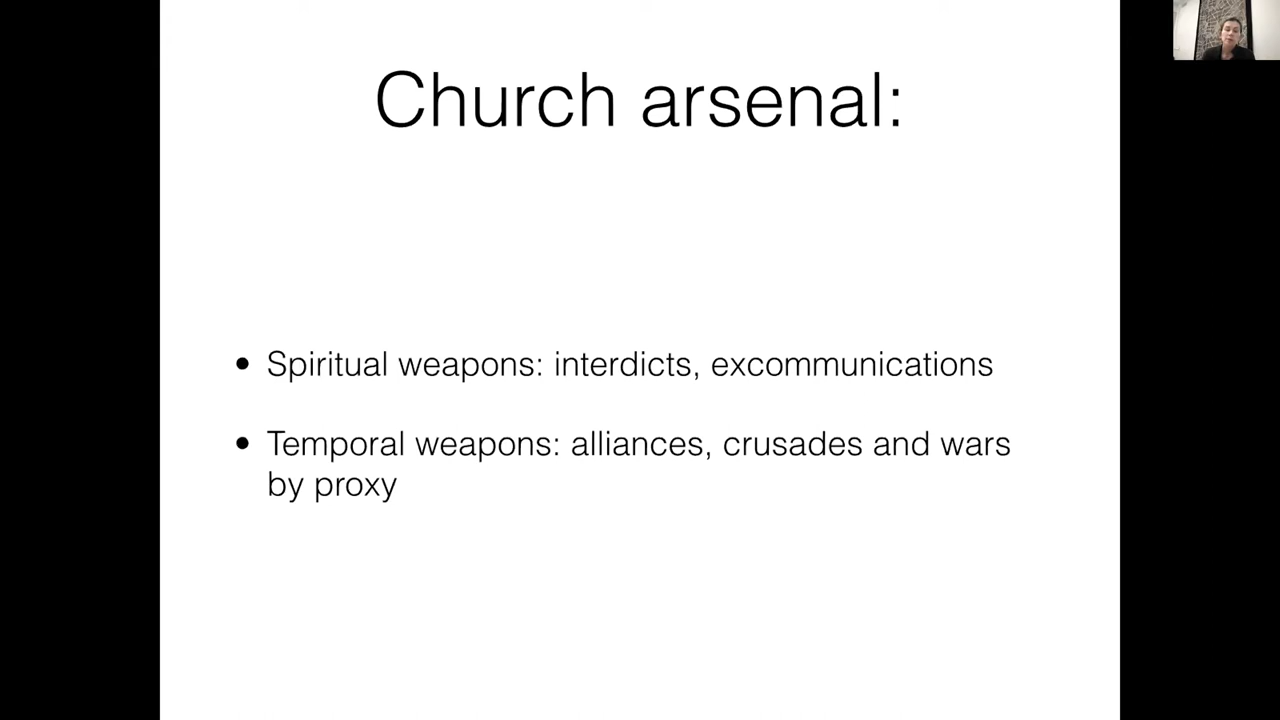 Church arsenal:
• Spiritual weapons: interdicts, excommunications
• Temporal weapons: alliances, crusades and wars
by proxy